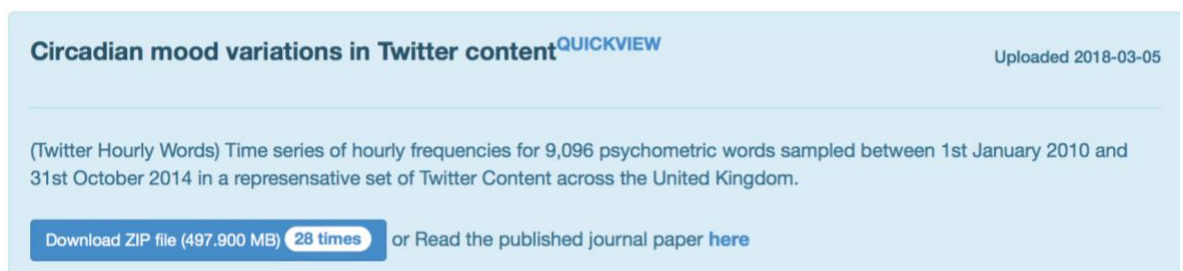 Circadian mood variations in Twitter contentQUICKVIEW
Uploaded 2018-03-05
(Twitter Hourly Words) Time series of hourly frequencies for 9,096 psychometric words sampled between 1st January 2010 and
31st October 2014 in a represensative set of Twitter Content across the United Kingdom.
Download ZIP file (497.900 MB) 28 times or Read the published journal paper here